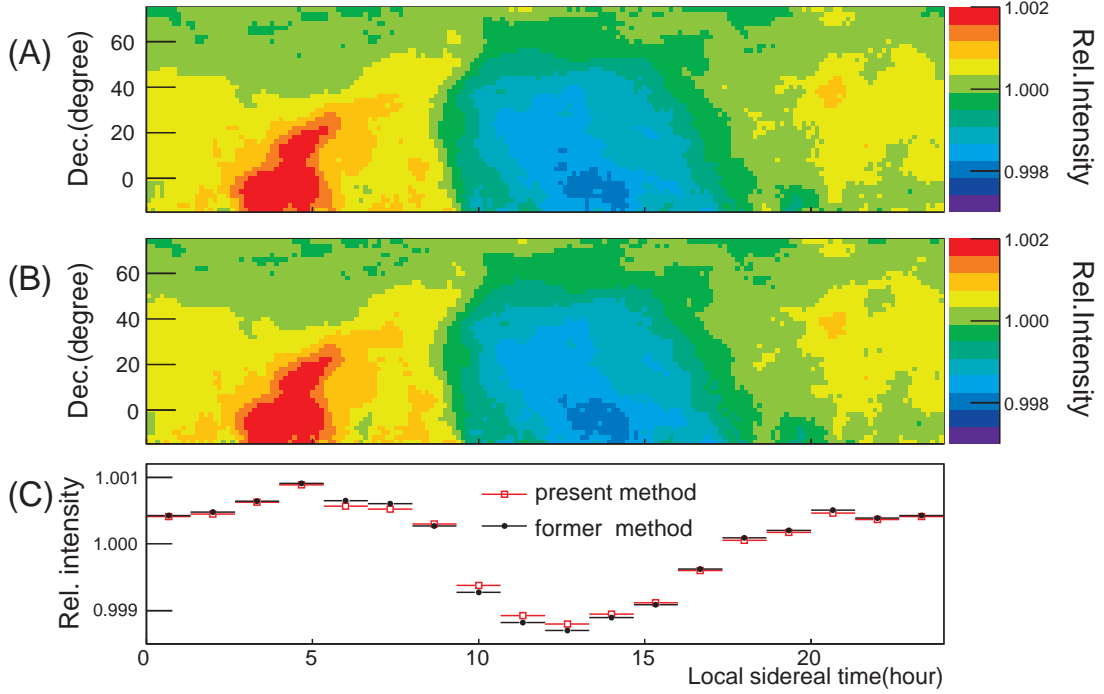 (A)
Dec.(degree)
60
40
20
0
1.002
1.000
0.998
Rel.Intensity
(B)
Dec.(degree)
60
40
20
0
1.002
1.000
0.998
Rel.Intensity
(C)
Rel. intensity
1.001
1.000
0.999
present method
former method
0 5 10 15 20
Local sidereal time(hour)